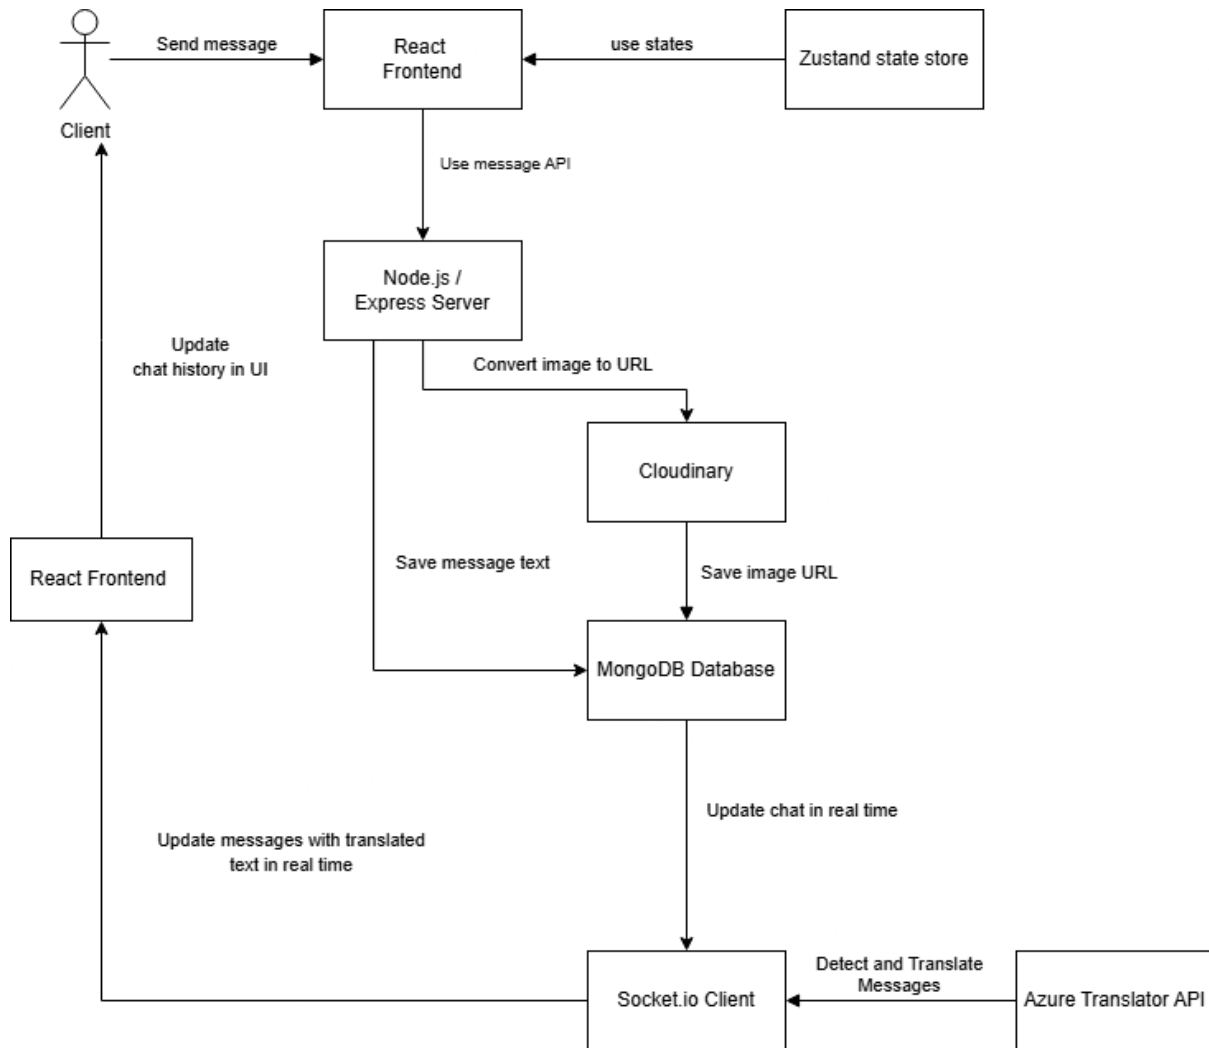 Send message
React
Frontend
use states
Zustand state store
Client
Use message API
Node.js /
Express Server
Update
chat history in UI
Convert image to URL
Cloudinary
Save message text
Save image URL
React Frontend
MongoDB Database
Update chat in real time
Update messages with translated
text in real time
Detect and Translate
Messages
Socket.io Client
Azure Translator API